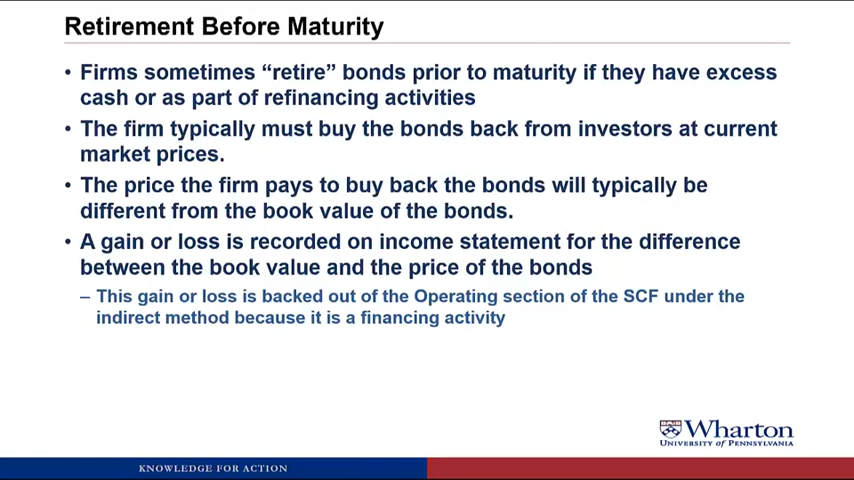 Retirement Before Maturity
• Firms sometimes “retire” bonds prior to maturity if they have excess
cash or as part of refinancing activities
• The firm typically must buy the bonds back from investors at current
market prices.
• The price the firm pays to buy back the bonds will typically be
different from the book value of the bonds.
• A gain or loss is recorded on income statement for the difference
between the book value and the price of the bonds
– This gain or loss is backed out of the Operating section of the SCF under the
indirect method because it is a financing activity
Wharton
UNIVERSITY OF PENNSYLVANIA
KNOWLEDGE FOR ACTION